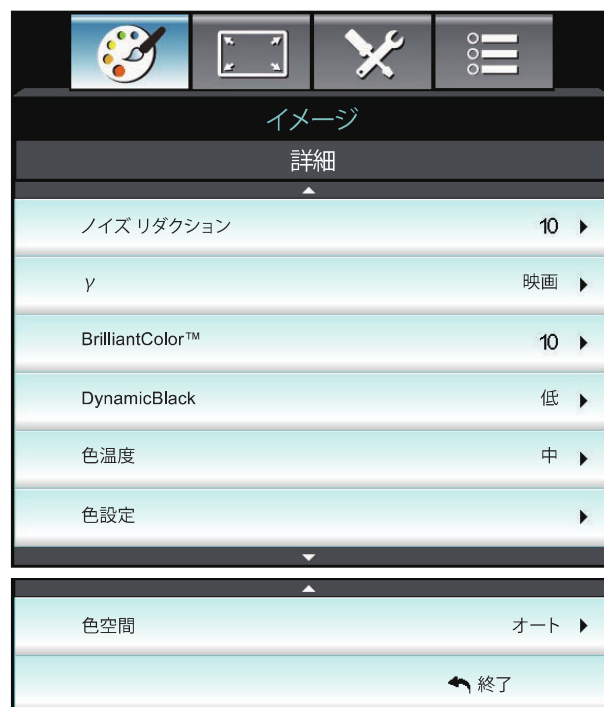 イメージ
詳細
ノイズ リダクション 10
γ 映画
BrilliantColor™ 10
DynamicBlack 低
色温度 中
色設定
色空間 オート
終了